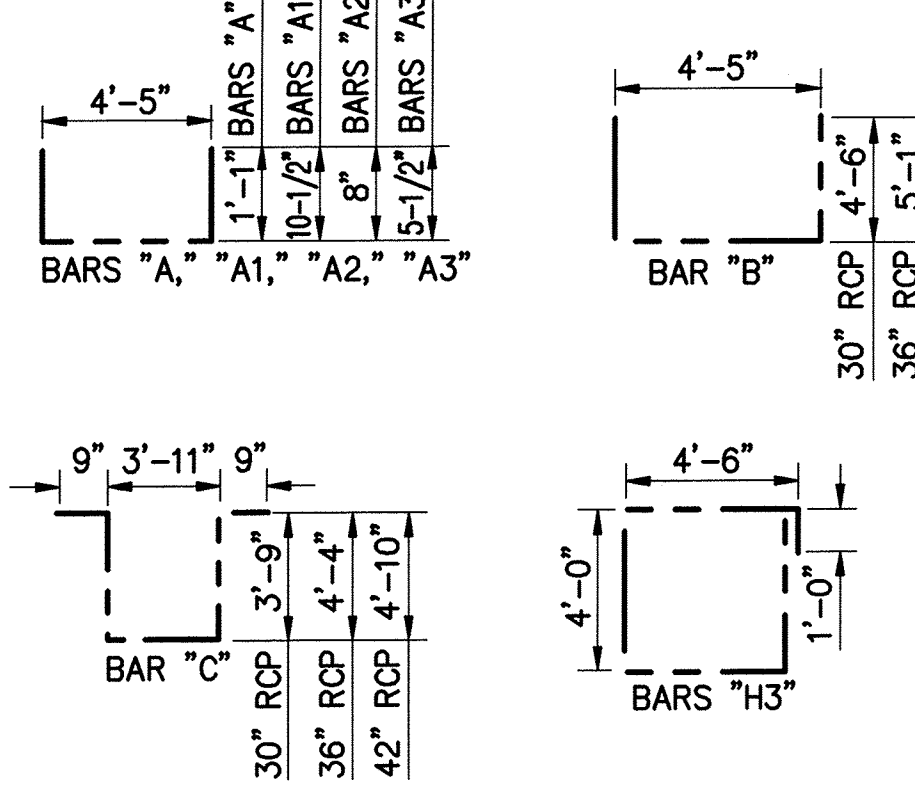 4'-5"
BARS "A"
BARS "A1
BARS "A2
BARS "A3
1'-1"
10-1/2"
8"
5-1/2"
BARS "A," "A1," "A2," "A3"
4'-5"
4'-6"
5'-1"
BAR "B"
30" RCP
36" RCP
9" 3'-11" 9"
3'-9"
4'-4"
4'-10"
BAR "C"
30" RCP
36" RCP
42" RCP
4'-6"
4'-0"
1'-0"
BARS "H3"